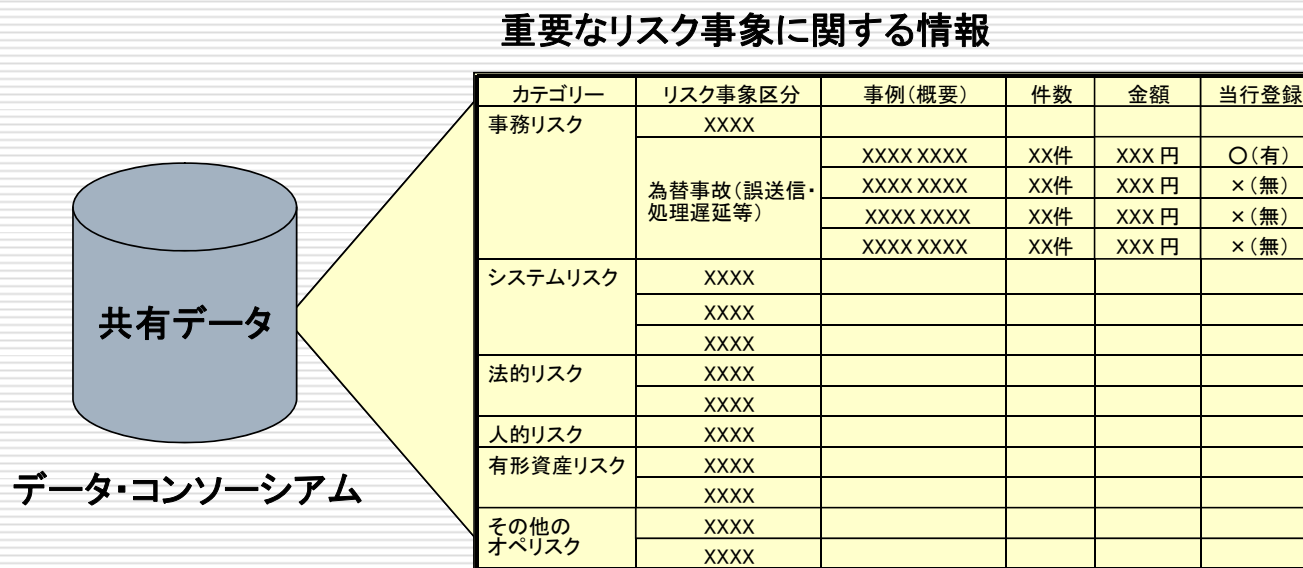 重要なリスク事象に関する情報
カテゴリー リスク事象区分 事例(概要) 件数 金額 当行登録
事務リスク XXXX
為替事故(誤送信・
処理遅延等)
XXXX XXXX XX件 XXX 円 ○(有)
XXXX XXXX XX件 XXX 円 ×(無)
XXXX XXXX XX件 XXX 円 ×(無)
XXXX XXXX XX件 XXX 円 ×(無)
システムリスク XXXX
XXXX
XXXX
法的リスク XXXX
XXXX
人的リスク XXXX
有形資産リスク XXXX
XXXX
その他の
オペリスク
XXXX
XXXX
共有データ
データ・コンソーシアム